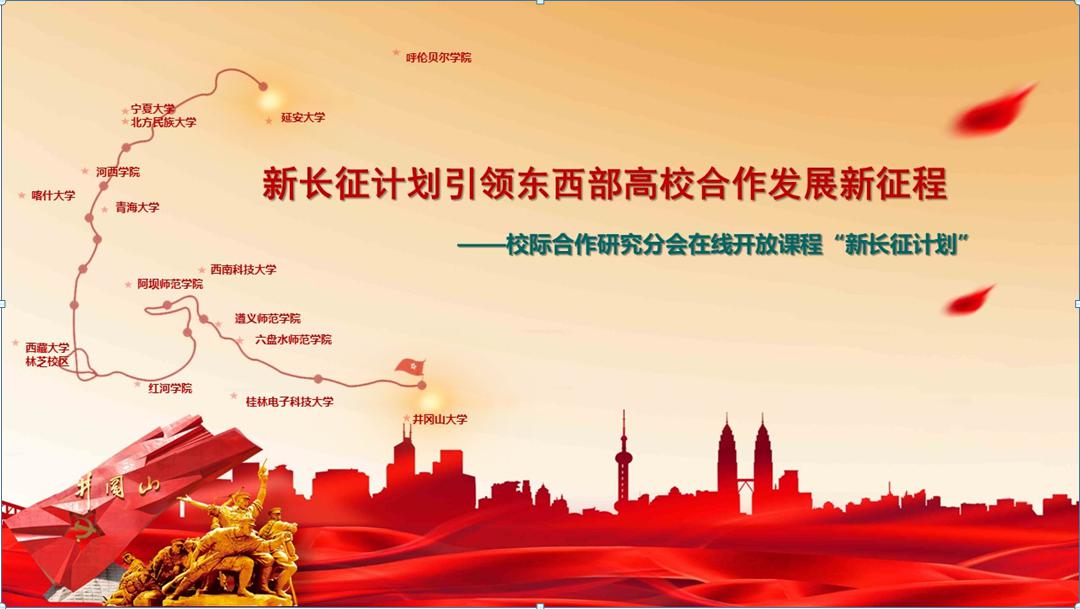 呼伦贝尔学院
宁夏大学
北方民族大学
延安大学
河西学院
喀什大学
青海大学
新长征计划引领东西部高校合作发展新征程
——校际合作研究分会在线开放课程“新长征计划”
西南科技大学
阿坝师范学院
遵义师范学院
六盘水师范学院
西藏大学
林芝校区
红河学院
桂林电子科技大学
井冈山大学
井岡山